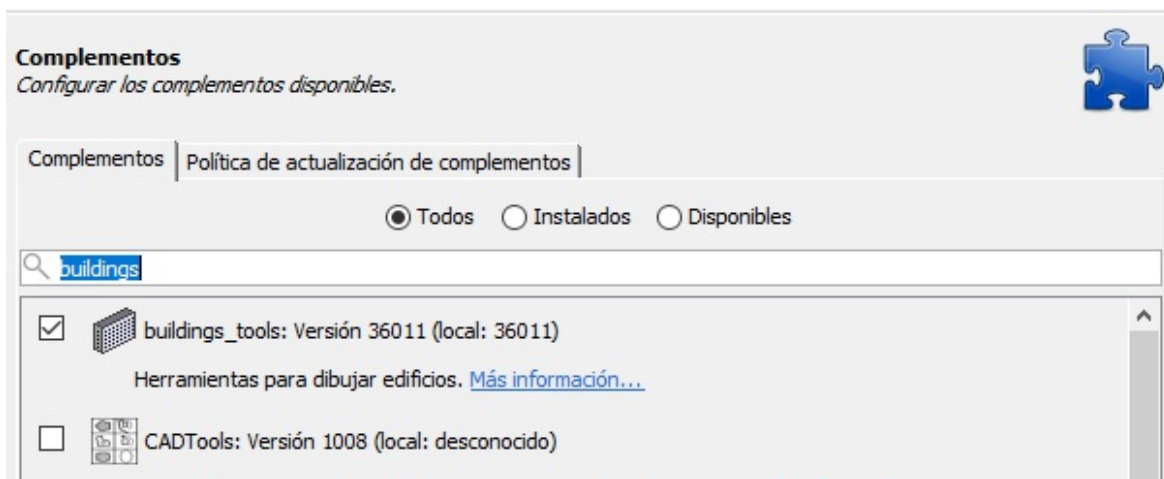 Complementos
Configurar los complementos disponibles.
Complementos Política de actualización de complementos
Todos Instalados Disponibles
buildings
buildings_tools: Versión 36011 (local: 36011)
Herramientas para dibujar edificios. Más información...
CADTools: Versión 1008 (local: desconocido)